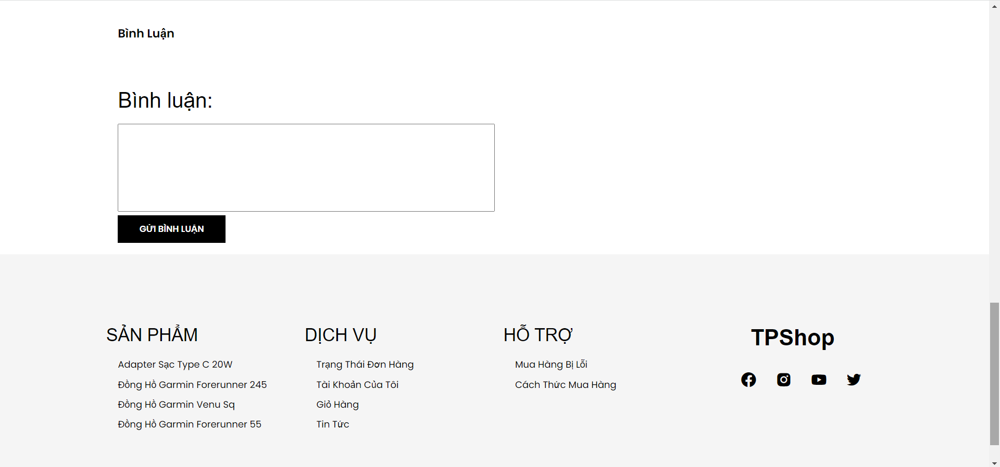 Bình Luận
Bình luận:
GỬI BÌNH LUẬN
SẢN PHẨM
Adapter Sạc Type C 20W
Đồng Hồ Garmin Forerunner 245
Đồng Hồ Garmin Venu Sq
Đồng Hồ Garmin Forerunner 55
DỊCH VỤ
Trạng Thái Đơn Hàng
Tài Khoản Của Tôi
Giỏ Hàng
Tin Tức
HỖ TRỢ
Mua Hàng Bị Lỗi
Cách Thức Mua Hàng
TPShop